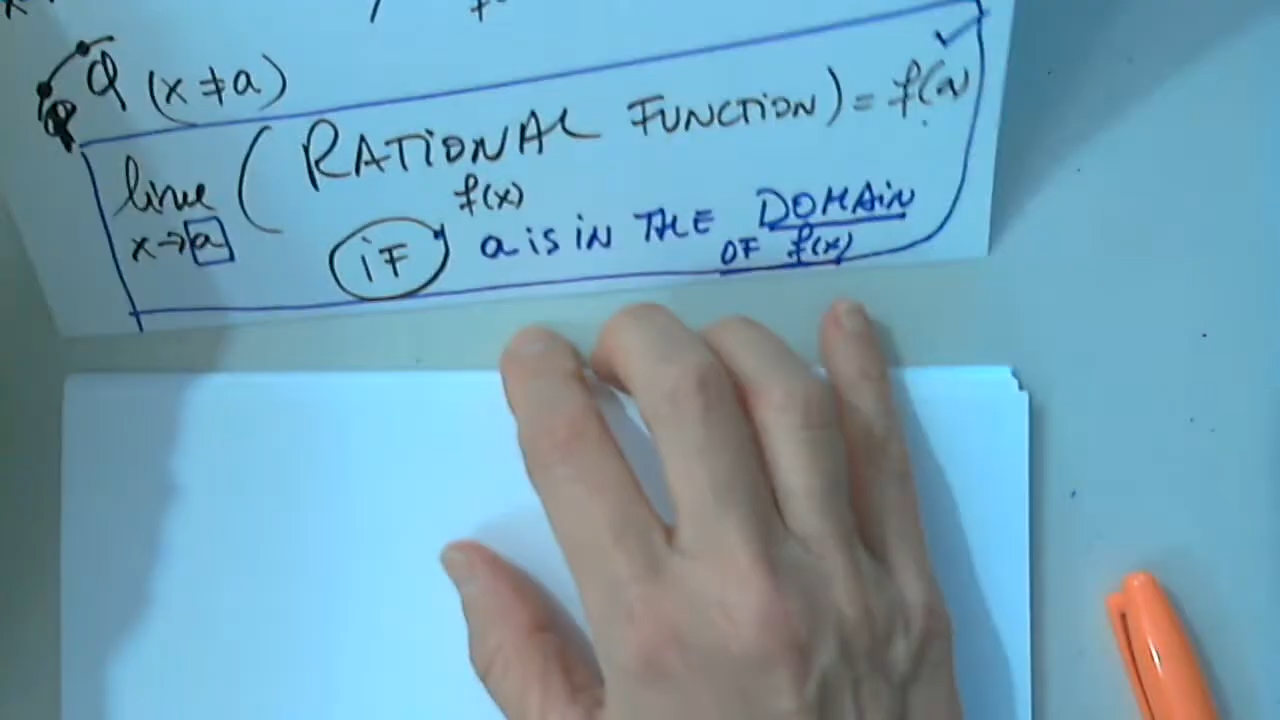 Q (x ≠ a)
lim ( RATIONAL FUNCTION) = f(a)
x→a f(x)
iF a is IN THE DOMAIN
OF f(x)